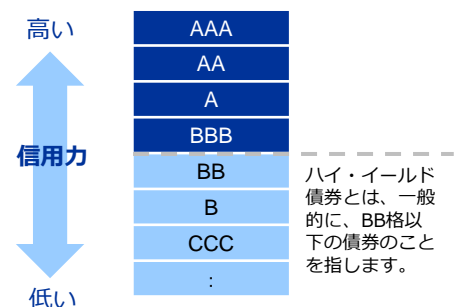 高い
AAA
AA
A
BBB
信用力
BB
B
CCC
:
ハイ・イールド
債券とは、一般
的に、BB格以
下の債券のこと
を指します。
低い